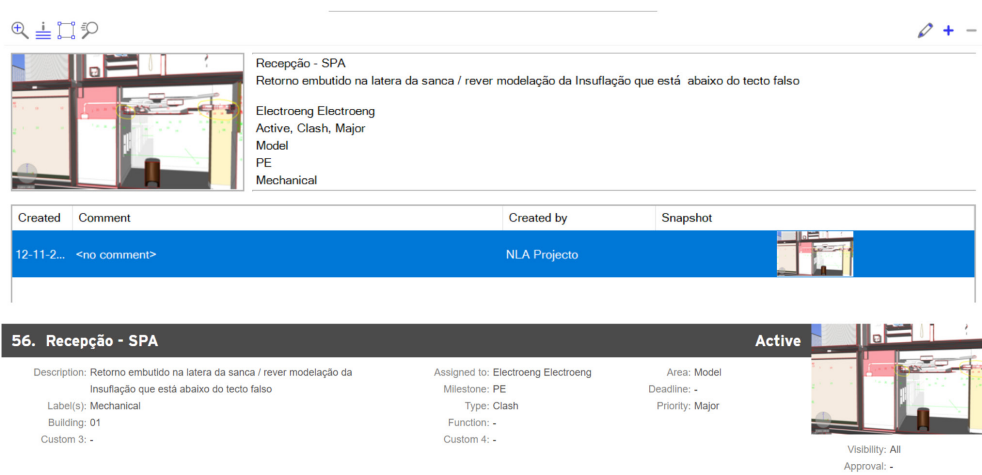 Recepção - SPA
Retorno embutido na latera da sanca / rever modelação da Insuflação que está  abaixo do tecto falso
Electroeng Electroeng
Active, Clash, Major
Model
PE
Mechanical
Created Comment Created by Snapshot
12-11-2... <no comment> NLA Projecto
56. Recepção - SPA Active
Description: Retorno embutido na latera da sanca / rever modelação da
Insuflação que está abaixo do tecto falso
Label(s): Mechanical
Building: 01
Custom 3: -
Assigned to: Electroeng Electroeng
Milestone: PE
Type: Clash
Function: -
Custom 4: -
Area: Model
Deadline: -
Priority: Major
Visibility: All
Approval: -